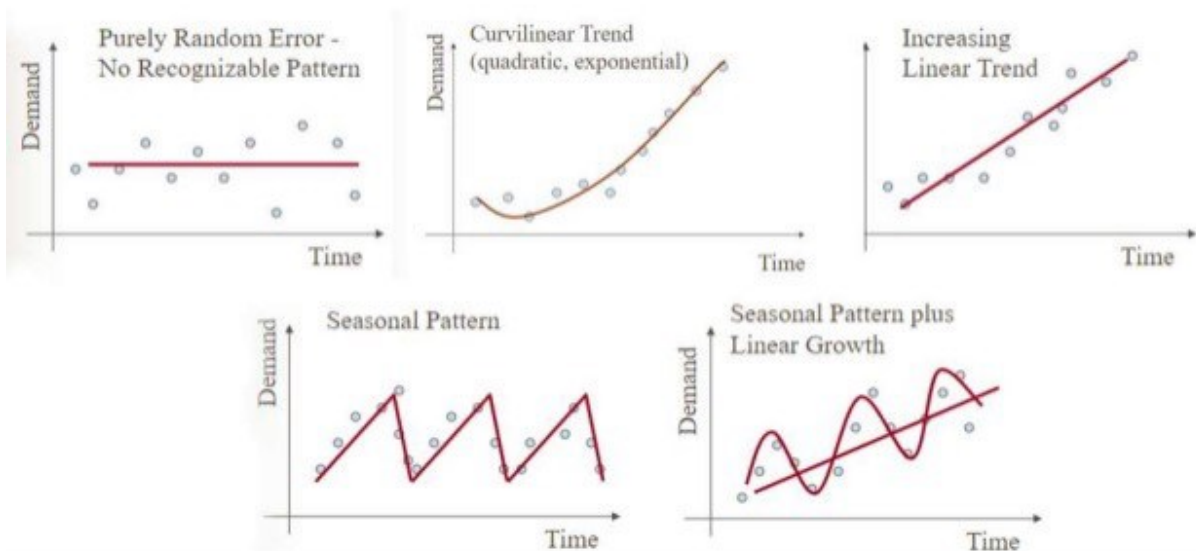 Purely Random Error -
No Recognizable Pattern
Demand
Time
Curvilinear Trend
(quadratic, exponential)
Demand
Time
Increasing
Linear Trend
Demand
Time
Seasonal Pattern
Demand
Time
Seasonal Pattern plus
Linear Growth
Demand
Time